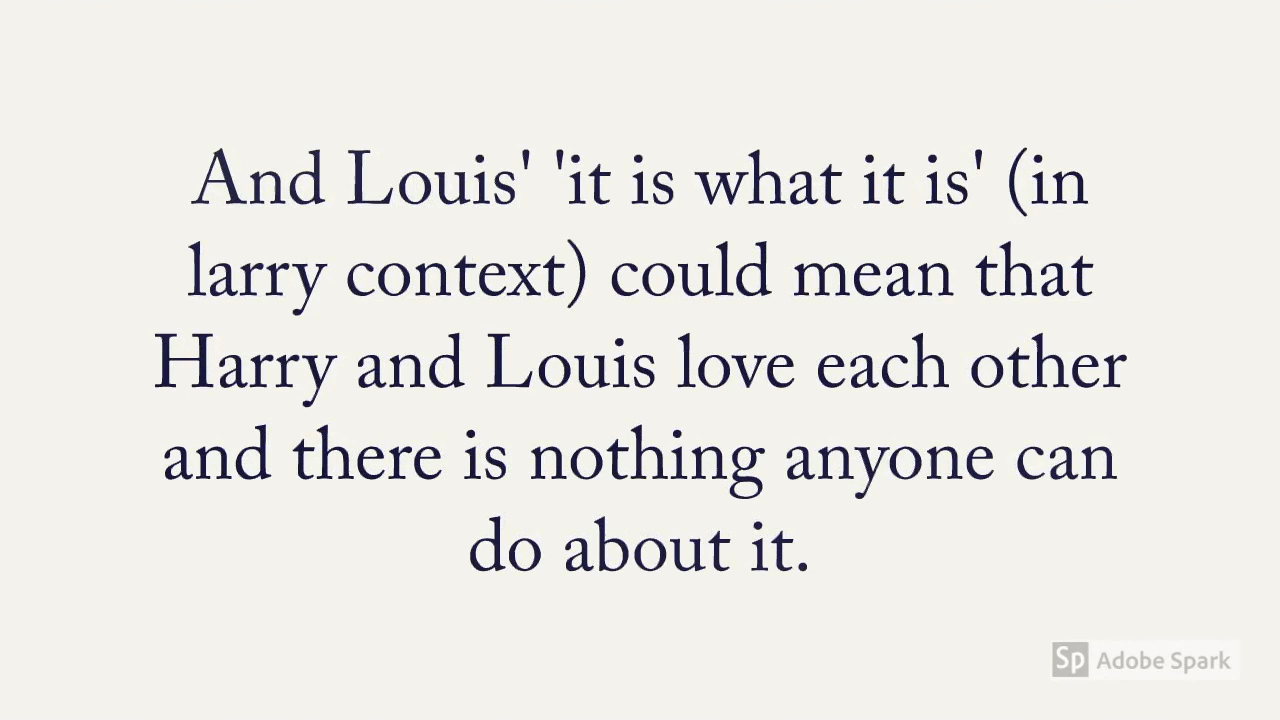 And Louis' 'it is what it is' (in
larry context) could mean that
Harry and Louis love each other
and there is nothing anyone can
do about it.
Sp Adobe Spark